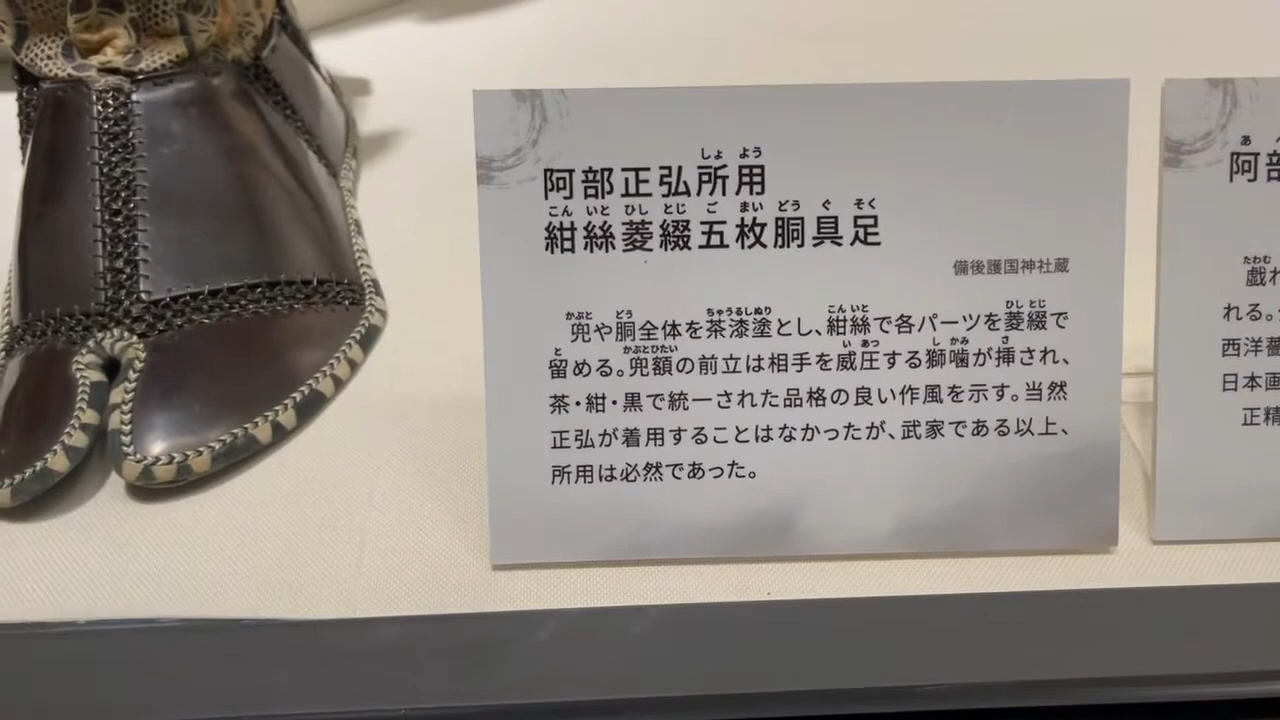 阿部正弘所用
紺絲菱綴五枚胴具足
備後護国神社蔵
兜や胴全体を茶漆塗とし、紺絲で各パーツを菱綴で
留める。兜額の前立は相手を威圧する獅噛が挿され、
茶・紺・黒で統一された品格の良い作風を示す。当然
正弘が着用することはなかったが、武家である以上、
所用は必然であった。
阿部
戯れ
れる。
西洋薔
日本画
正精